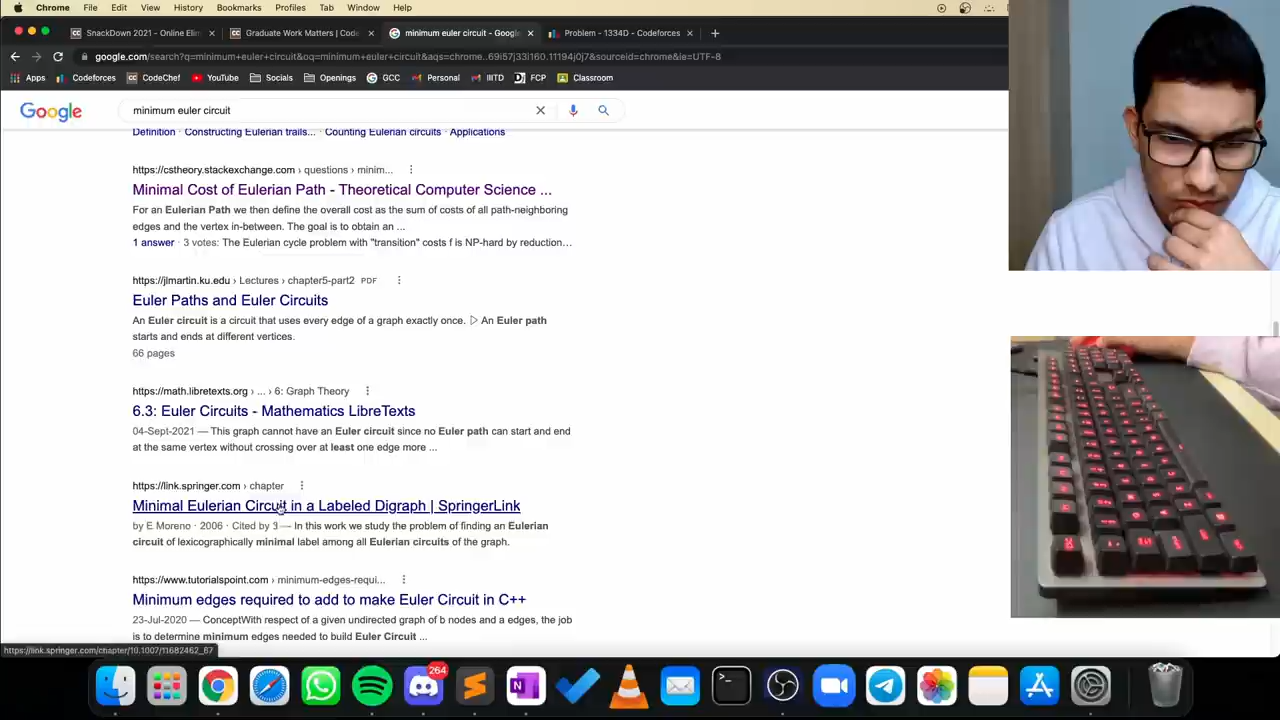 Chrome File Edit View History Bookmarks Profiles Tab Window Help
SnackDown 2021 - Online Elin Graduate Work Matters | Code minimum euler circuit - Google Problem - 1334D - Codeforces
google.com/search?q=minimum+euler+circuit&oq=minimum+euler+circuit&aqs=chrome..69i57j33i160.11194j0j7&sourceid=chrome&ie=UTF-8
Apps Codeforces CodeChef YouTube Socials Openings GCC Personal IIITD FCP Classroom
Google minimum euler circuit
Definition · Constructing Eulerian trails... · Counting Eulerian circuits · Applications
https://cstheory.stackexchange.com › questions › minim...
Minimal Cost of Eulerian Path - Theoretical Computer Science ...
For an Eulerian Path we then define the overall cost as the sum of costs of all path-neighboring
edges and the vertex in-between. The goal is to obtain an ...
1 answer · 3 votes: The Eulerian cycle problem with "transition" costs f is NP-hard by reduction...
https://jlmartin.ku.edu › Lectures › chapter5-part2 PDF
Euler Paths and Euler Circuits
An Euler circuit is a circuit that uses every edge of a graph exactly once. ▷ An Euler path
starts and ends at different vertices.
66 pages
https://math.libretexts.org › ... › 6: Graph Theory
6.3: Euler Circuits - Mathematics LibreTexts
04-Sept-2021 — This graph cannot have an Euler circuit since no Euler path can start and end
at the same vertex without crossing over at least one edge more ...
https://link.springer.com › chapter
Minimal Eulerian Circuit in a Labeled Digraph | SpringerLink
by E Moreno · 2006 · Cited by 3 — In this work we study the problem of finding an Eulerian
circuit of lexicographically minimal label among all Eulerian circuits of the graph.
https://www.tutorialspoint.com › minimum-edges-requi...
Minimum edges required to add to make Euler Circuit in C++
23-Jul-2020 — ConceptWith respect of a given undirected graph of b nodes and a edges, the job
is to determine minimum edges needed to build Euler Circuit ...
https://link.springer.com/chapter/10.1007/11682462_67
264